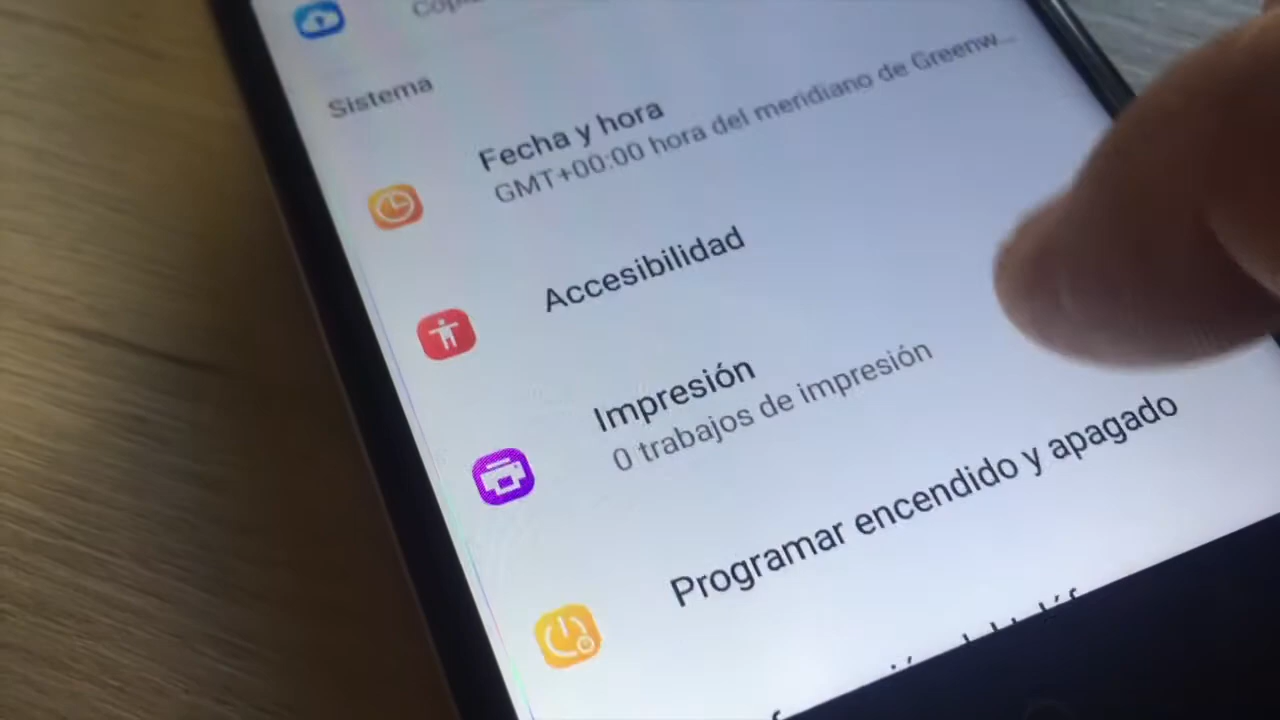 Sistema
Fecha y hora
GMT+00:00 hora del meridiano de Greenw...
Accesibilidad
Impresión
0 trabajos de impresión
Programar encendido y apagado